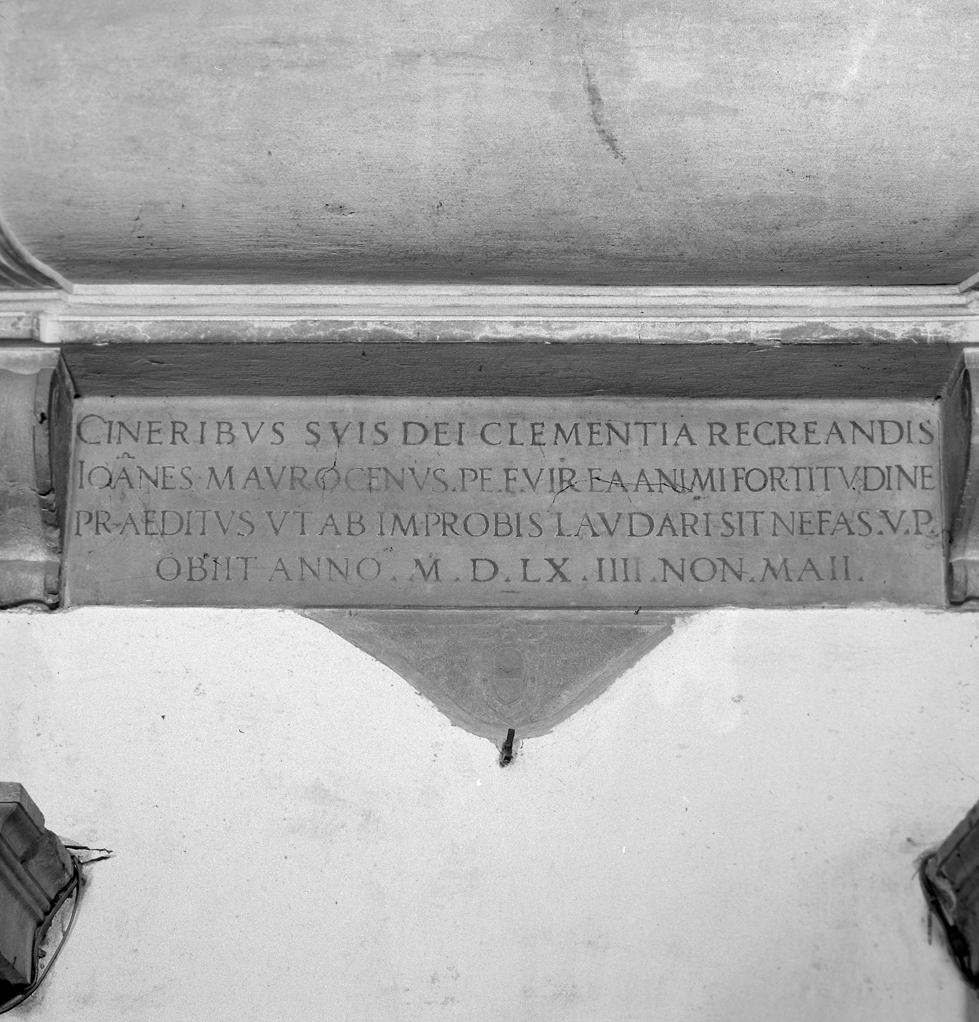 CINERIBVS SVIS DEI CLEMENTIA RECREANDIS
IOÃNES MAVROCENVS.PE.F.VIR EA ANIMI FORTITVDINE
PRAEDITVS VT AB IMPROBIS LAVDARI SIT NEFAS.V.P.
OBIIT ANNO.M.D.LX.IIII.NON.MAII.